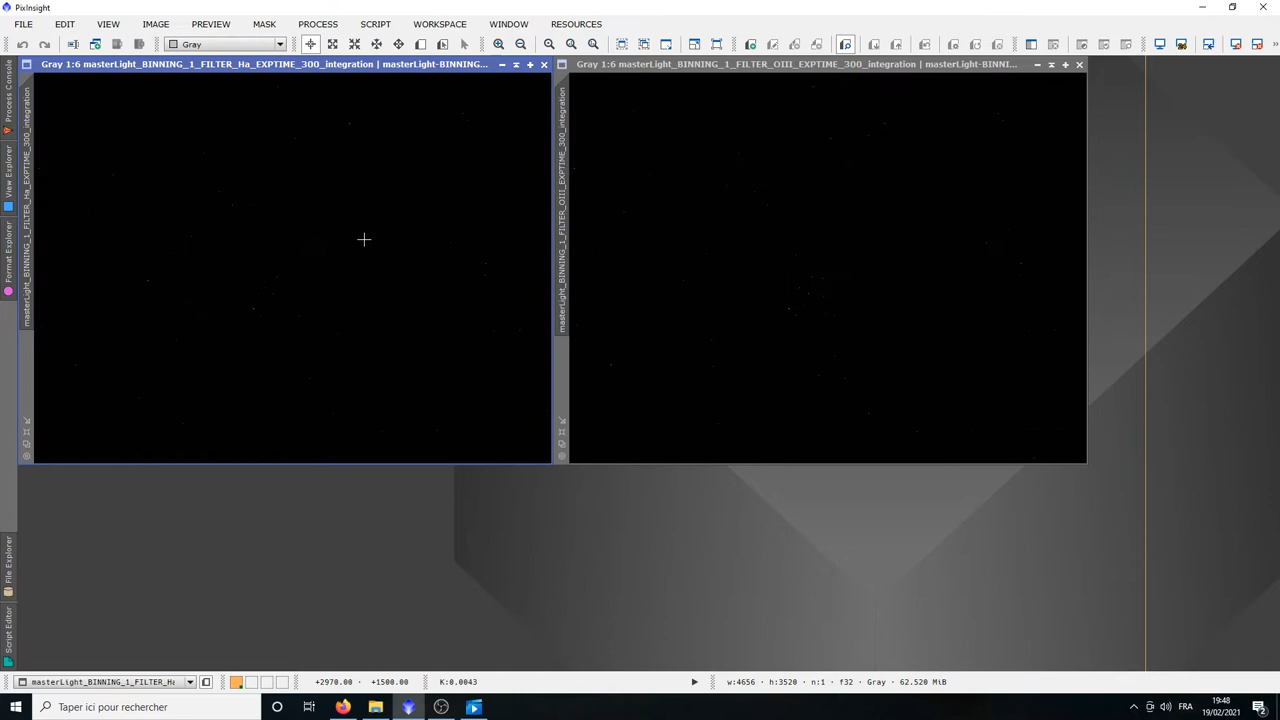 PixInsight
FILE EDIT VIEW IMAGE PREVIEW MASK PROCESS SCRIPT WORKSPACE WINDOW RESOURCES
Gray
Process Console
View Explorer
Format Explorer
File Explorer
Script Editor
Gray 1:6 masterLight_BINNING_1_FILTER_Ha_EXPTIME_300_integration | masterLight-BINNING...
masterLight_BINNING_1_FILTER_Ha_EXPTIME_300_integration
Gray 1:6 masterLight_BINNING_1_FILTER_OIII_EXPTIME_300_integration | masterLight-BINNI...
masterLight_BINNING_1_FILTER_OIII_EXPTIME_300_integration
masterLight_BINNING_1_FILTER_Ha
+2970.00 · +1500.00
K:0.0043
w:4656 · h:3520 · n:1 · f32 · Gray · 62.520 MiB
Taper ici pour rechercher
FRA
19:48
19/02/2021
2